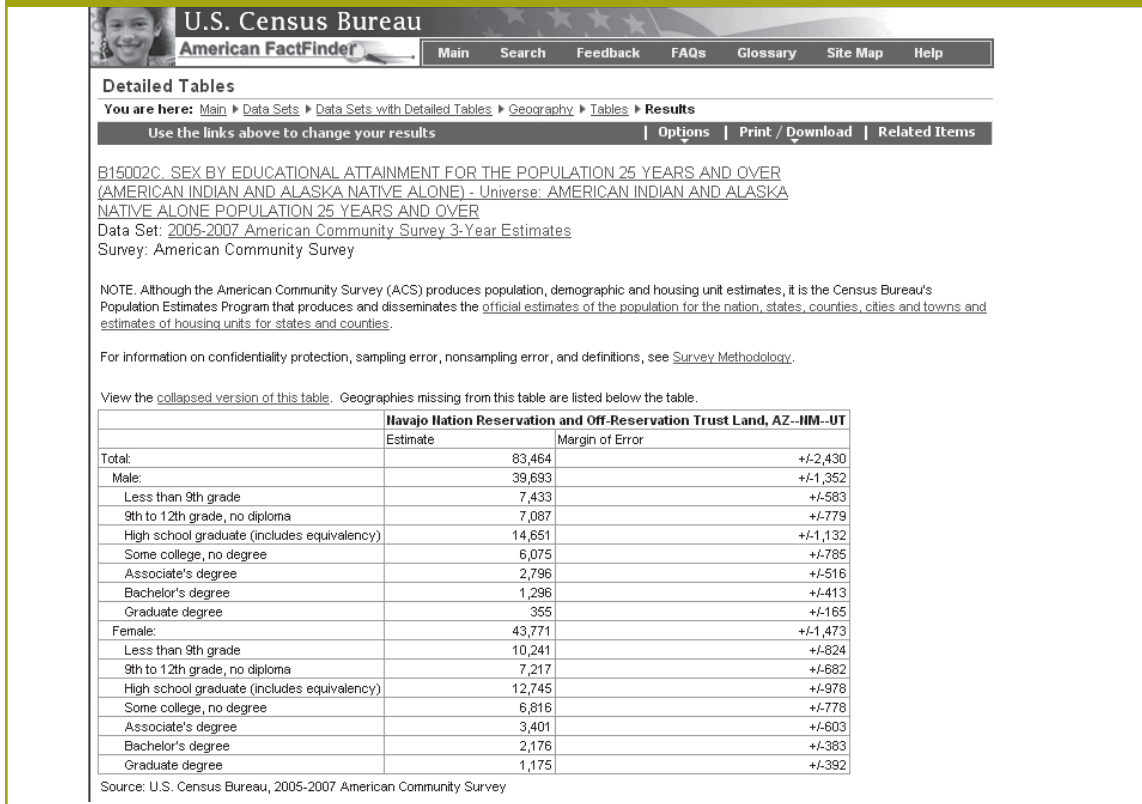 U.S. Census Bureau
American FactFinder
Main Search Feedback FAQs Glossary Site Map Help
Detailed Tables
You are here: Main ▶ Data Sets ▶ Data Sets with Detailed Tables ▶ Geography ▶ Tables ▶ Results
Use the links above to change your results | Options | Print / Download | Related Items
B15002C. SEX BY EDUCATIONAL ATTAINMENT FOR THE POPULATION 25 YEARS AND OVER
(AMERICAN INDIAN AND ALASKA NATIVE ALONE) - Universe: AMERICAN INDIAN AND ALASKA
NATIVE ALONE POPULATION 25 YEARS AND OVER
Data Set: 2005-2007 American Community Survey 3-Year Estimates
Survey: American Community Survey
NOTE. Although the American Community Survey (ACS) produces population, demographic and housing unit estimates, it is the Census Bureau's
Population Estimates Program that produces and disseminates the official estimates of the population for the nation, states, counties, cities and towns and
estimates of housing units for states and counties.
For information on confidentiality protection, sampling error, nonsampling error, and definitions, see Survey Methodology.
View the collapsed version of this table. Geographies missing from this table are listed below the table.
Navajo Nation Reservation and Off-Reservation Trust Land, AZ--NM--UT
Estimate Margin of Error
Total: 83,464 +/-2,430
Male: 39,693 +/-1,352
Less than 9th grade 7,433 +/-583
9th to 12th grade, no diploma 7,087 +/-779
High school graduate (includes equivalency) 14,651 +/-1,132
Some college, no degree 6,075 +/-785
Associate's degree 2,796 +/-516
Bachelor's degree 1,296 +/-413
Graduate degree 355 +/-165
Female: 43,771 +/-1,473
Less than 9th grade 10,241 +/-824
9th to 12th grade, no diploma 7,217 +/-682
High school graduate (includes equivalency) 12,745 +/-978
Some college, no degree 6,816 +/-778
Associate's degree 3,401 +/-603
Bachelor's degree 2,176 +/-383
Graduate degree 1,175 +/-392
Source: U.S. Census Bureau, 2005-2007 American Community Survey